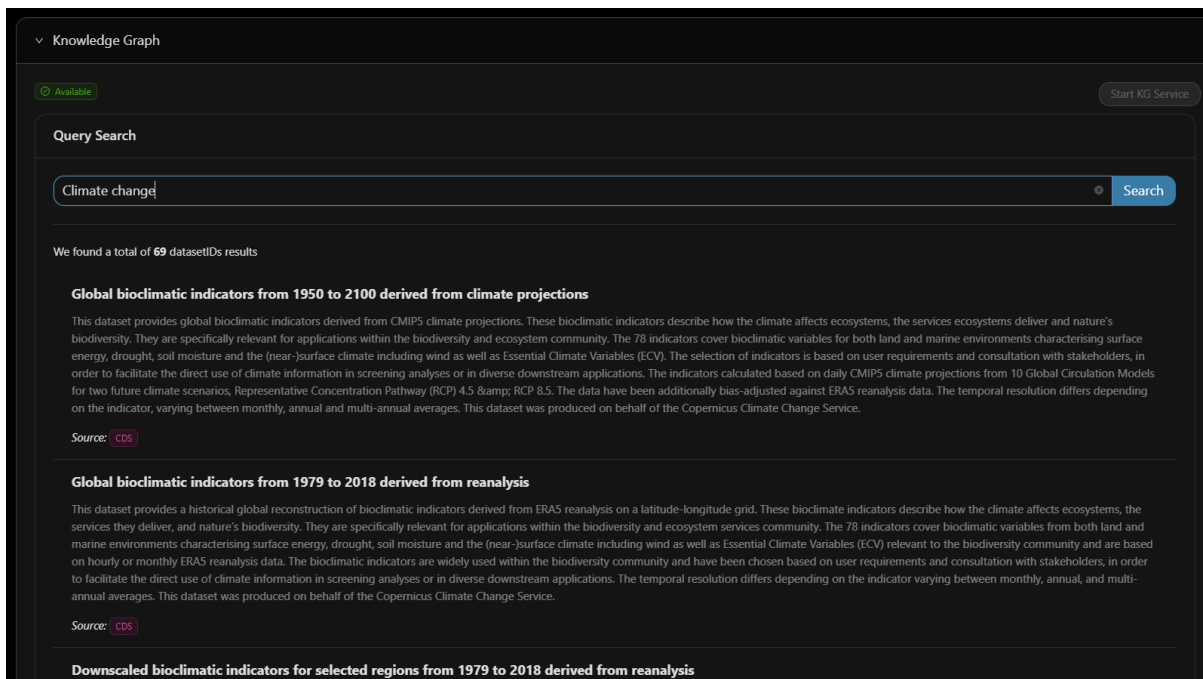 Knowledge Graph
Available
Start KG Service
Query Search
Climate change
Search
We found a total of 69 datasetIDs results
Global bioclimatic indicators from 1950 to 2100 derived from climate projections
This dataset provides global bioclimatic indicators derived from CMIP5 climate projections. These bioclimatic indicators describe how the climate affects ecosystems, the services ecosystems deliver and nature's
biodiversity. They are specifically relevant for applications within the biodiversity and ecosystem community. The 78 indicators cover bioclimatic variables for both land and marine environments characterising surface
energy, drought, soil moisture and the (near-)surface climate including wind as well as Essential Climate Variables (ECV). The selection of indicators is based on user requirements and consultation with stakeholders, in
order to facilitate the direct use of climate information in screening analyses or in diverse downstream applications. The indicators calculated based on daily CMIP5 climate projections from 10 Global Circulation Models
for two future climate scenarios, Representative Concentration Pathway (RCP) 4.5 &amp; RCP 8.5. The data have been additionally bias-adjusted against ERA5 reanalysis data. The temporal resolution differs depending
on the indicator, varying between monthly, annual and multi-annual averages. This dataset was produced on behalf of the Copernicus Climate Change Service.
Source: CDS
Global bioclimatic indicators from 1979 to 2018 derived from reanalysis
This dataset provides a historical global reconstruction of bioclimatic indicators derived from ERA5 reanalysis on a latitude-longitude grid. These bioclimate indicators describe how the climate affects ecosystems, the
services they deliver, and nature's biodiversity. They are specifically relevant for applications within the biodiversity and ecosystem services community. The 78 indicators cover bioclimatic variables from both land and
marine environments characterising surface energy, drought, soil moisture and the (near-)surface climate including wind as well as Essential Climate Variables (ECV) relevant to the biodiversity community and are based
on hourly or monthly ERA5 reanalysis data. The bioclimatic indicators are widely used within the biodiversity community and have been chosen based on user requirements and consultation with stakeholders, in order
to facilitate the direct use of climate information in screening analyses or in diverse downstream applications. The temporal resolution differs depending on the indicator varying between monthly, annual, and multi-
annual averages. This dataset was produced on behalf of the Copernicus Climate Change Service.
Source: CDS
Downscaled bioclimatic indicators for selected regions from 1979 to 2018 derived from reanalysis